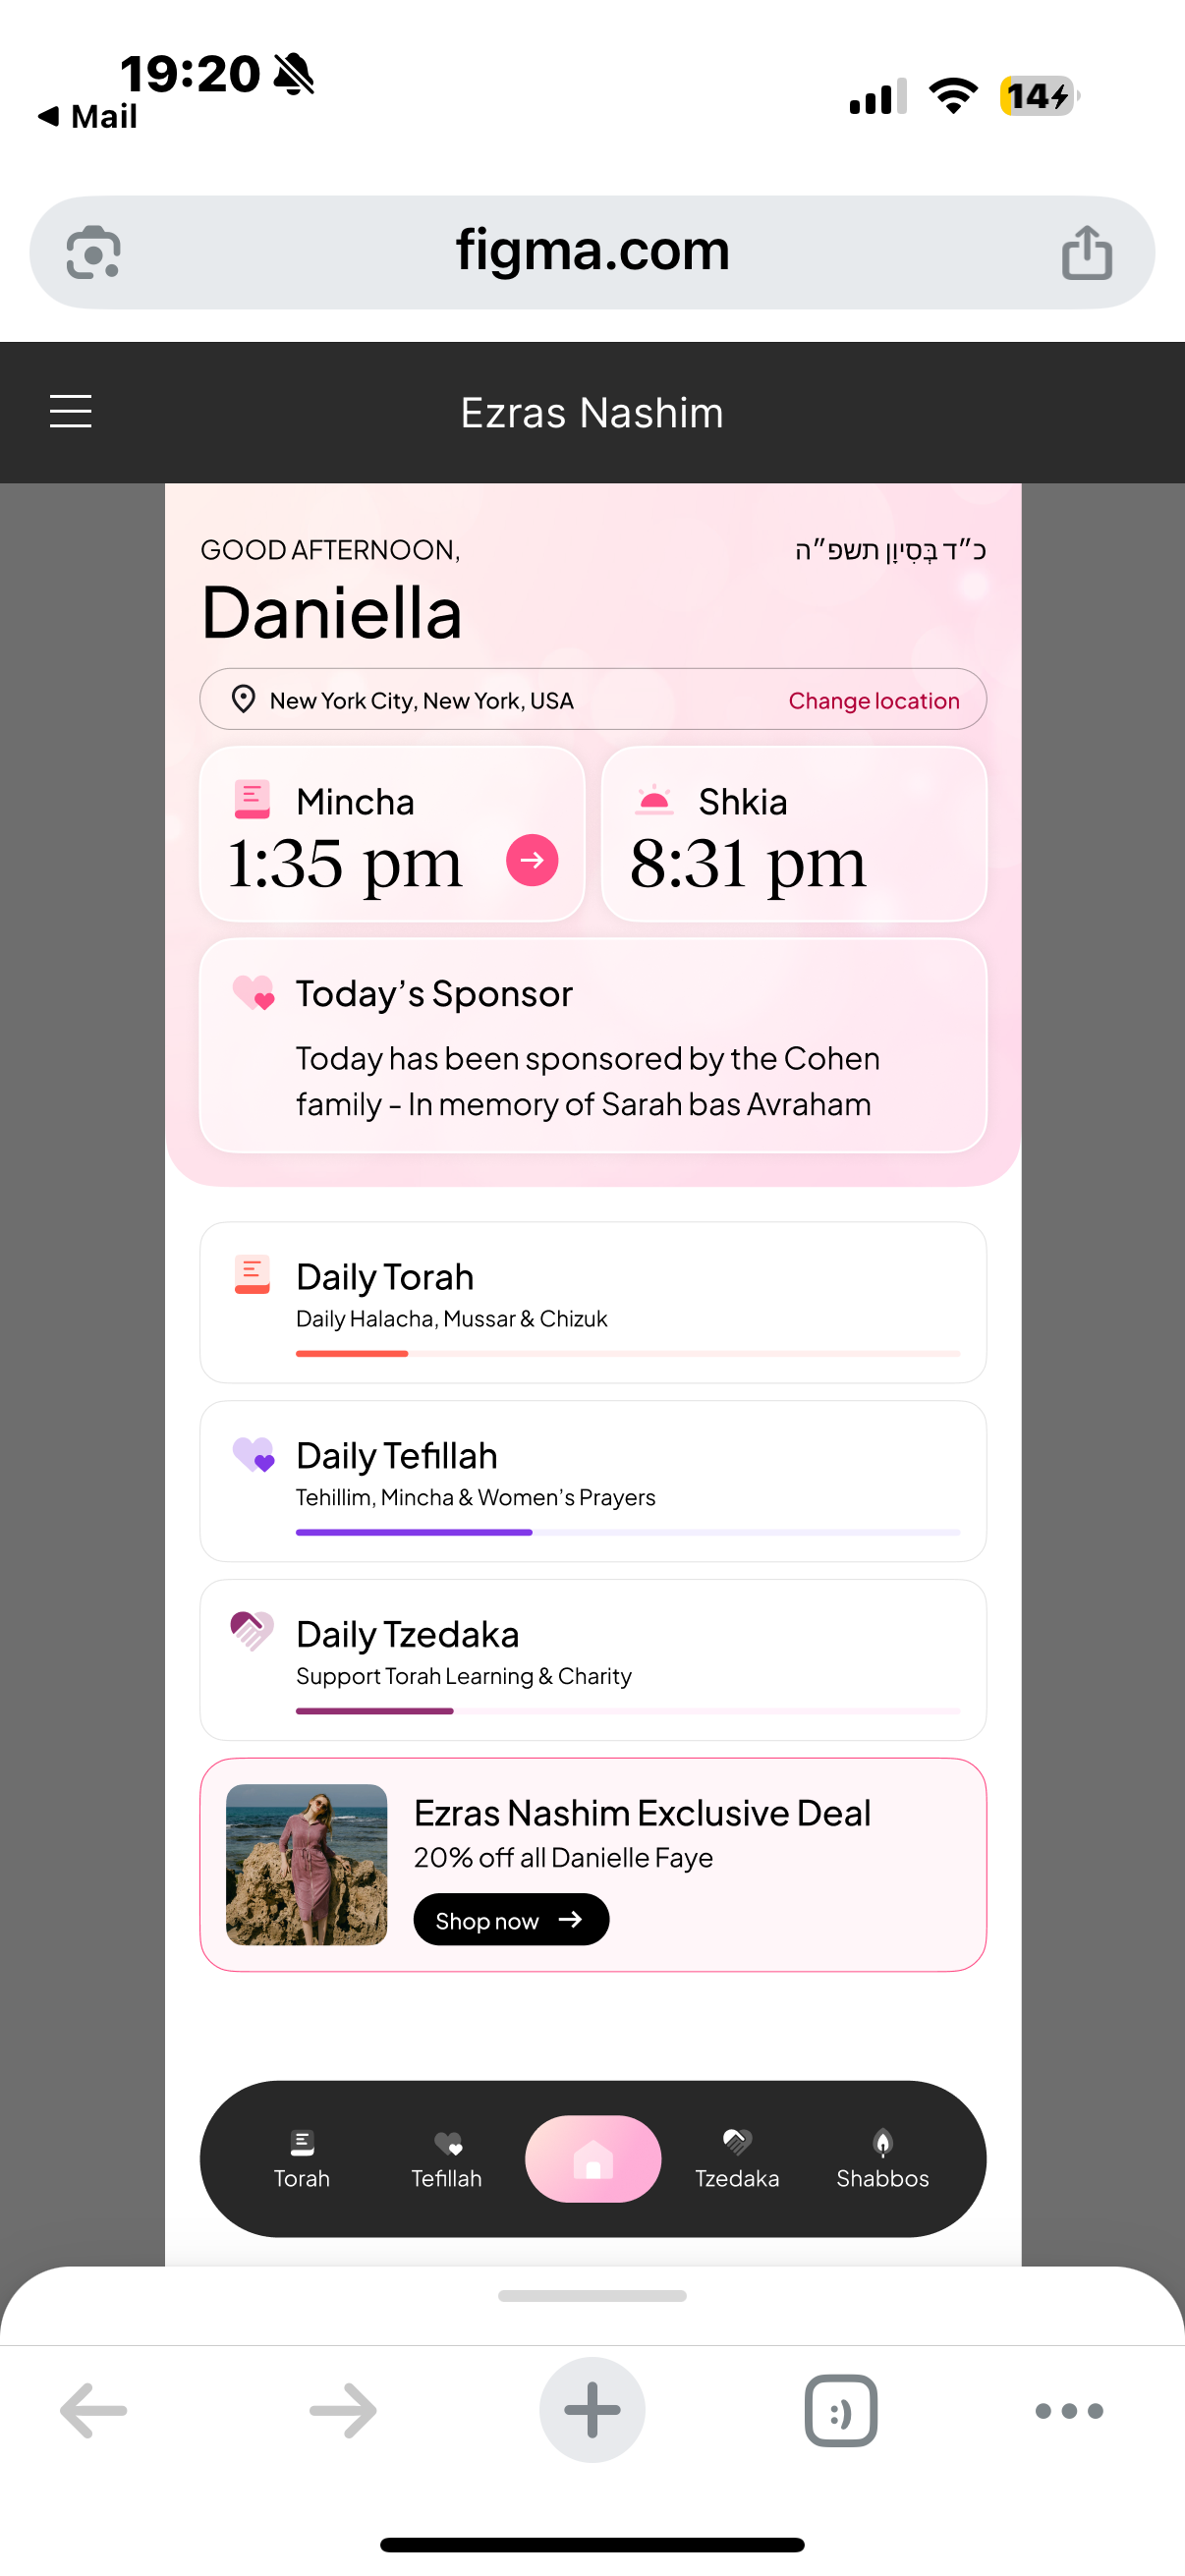 19:20
Mail
14
figma.com
Ezras Nashim
GOOD AFTERNOON,
כ״ד בְּסִיוָן תשפ״ה
Daniella
New York City, New York, USA
Change location
Mincha
1:35 pm
Shkia
8:31 pm
Today’s Sponsor
Today has been sponsored by the Cohen
family - In memory of Sarah bas Avraham
Daily Torah
Daily Halacha, Mussar & Chizuk
Daily Tefillah
Tehillim, Mincha & Women’s Prayers
Daily Tzedaka
Support Torah Learning & Charity
Ezras Nashim Exclusive Deal
20% off all Danielle Faye
Shop now
Torah
Tefillah
Tzedaka
Shabbos
:)